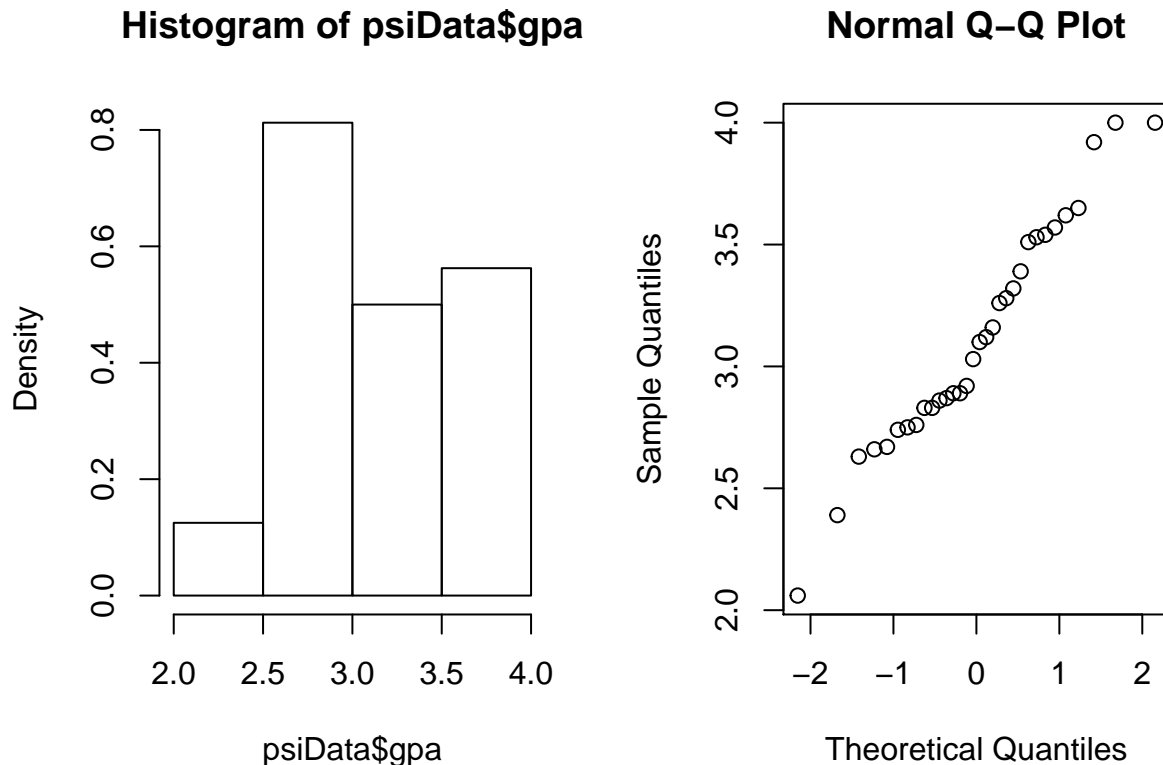 Histogram of psiData$gpa
Density
0.0
0.2
0.4
0.6
0.8
2.0 2.5 3.0 3.5 4.0
psiData$gpa
Normal Q−Q Plot
Sample Quantiles
2.0
2.5
3.0
3.5
4.0
−2 −1 0 1 2
Theoretical Quantiles